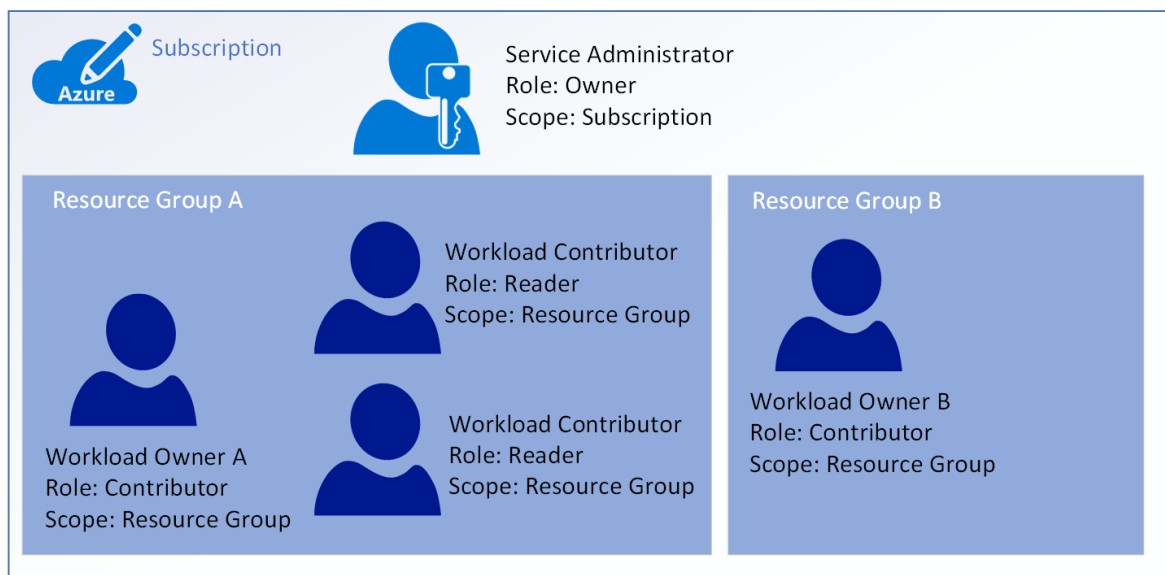 Azure
Subscription
Service Administrator
Role: Owner
Scope: Subscription
Resource Group A
Workload Contributor
Role: Reader
Scope: Resource Group
Workload Owner A
Role: Contributor
Scope: Resource Group
Workload Contributor
Role: Reader
Scope: Resource Group
Resource Group B
Workload Owner B
Role: Contributor
Scope: Resource Group